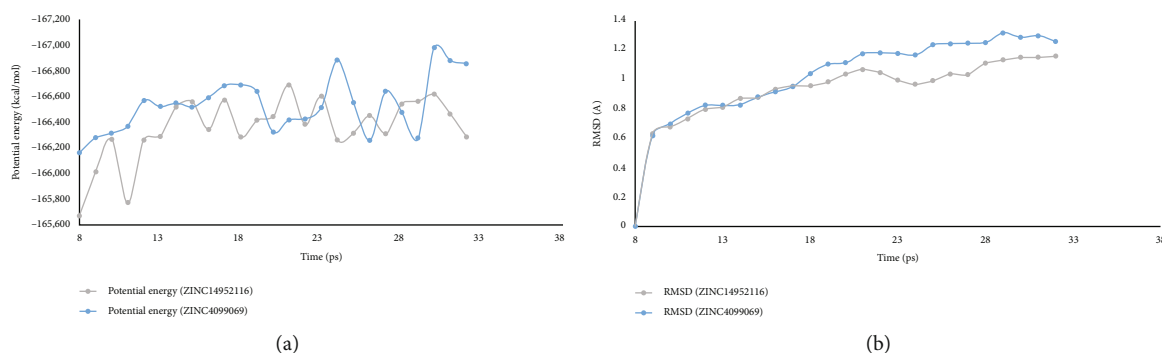 –167,200
–167,000
–166,800
–166,600
–166,400
–166,200
–166,000
–165,800
–165,600
Potential energy (kcal/mol)
8 13 18 23 28 33 38
Time (ps)
Potential energy (ZINC14952116)
Potential energy (ZINC4099069)
(a)
1.4
1.2
1
0.8
0.6
0.4
0.2
0
RMSD (A)
8 13 18 23 28 33 38
Time (ps)
RMSD (ZINC14952116)
RMSD (ZINC4099069)
(b)